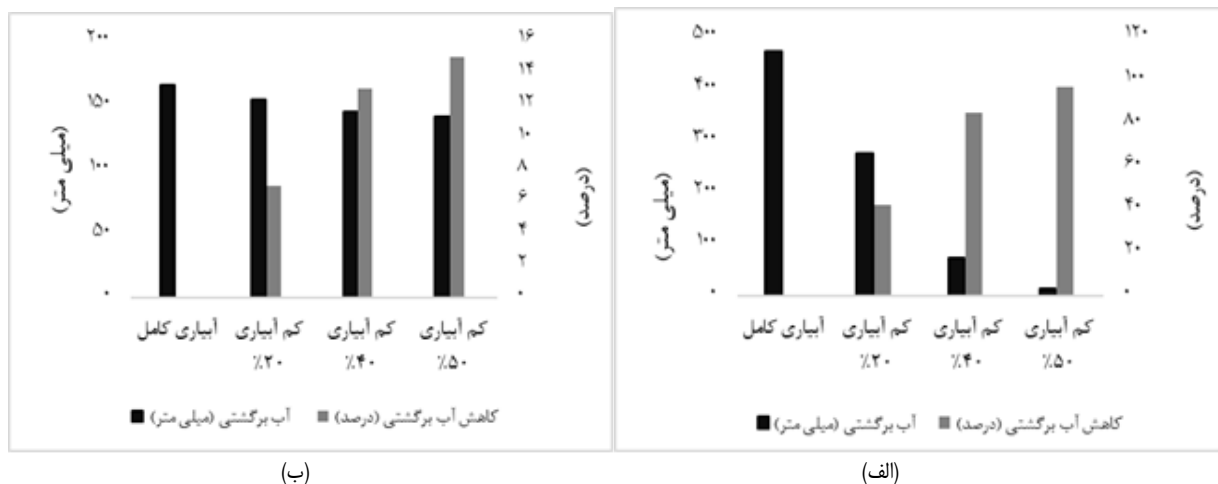 ۵۰۰
۴۰۰
۳۰۰
۲۰۰
۱۰۰
۰
(میلی متر)
۱۲۰
۱۰۰
۸۰
۶۰
۴۰
۲۰
۰
(درصد)
آبیاری کامل
کم آبیاری ۲۰٪
کم آبیاری ۴۰٪
کم آبیاری ۵۰٪
آب برگشتی (میلی متر)
کاهش آب برگشتی (درصد)
(الف)
۲۰۰
۱۵۰
۱۰۰
۵۰
۰
(میلی متر)
۱۶
۱۴
۱۲
۱۰
۸
۶
۴
۲
۰
(درصد)
آبیاری کامل
کم آبیاری ۲۰٪
کم آبیاری ۴۰٪
کم آبیاری ۵۰٪
آب برگشتی (میلی متر)
کاهش آب برگشتی (درصد)
(ب)